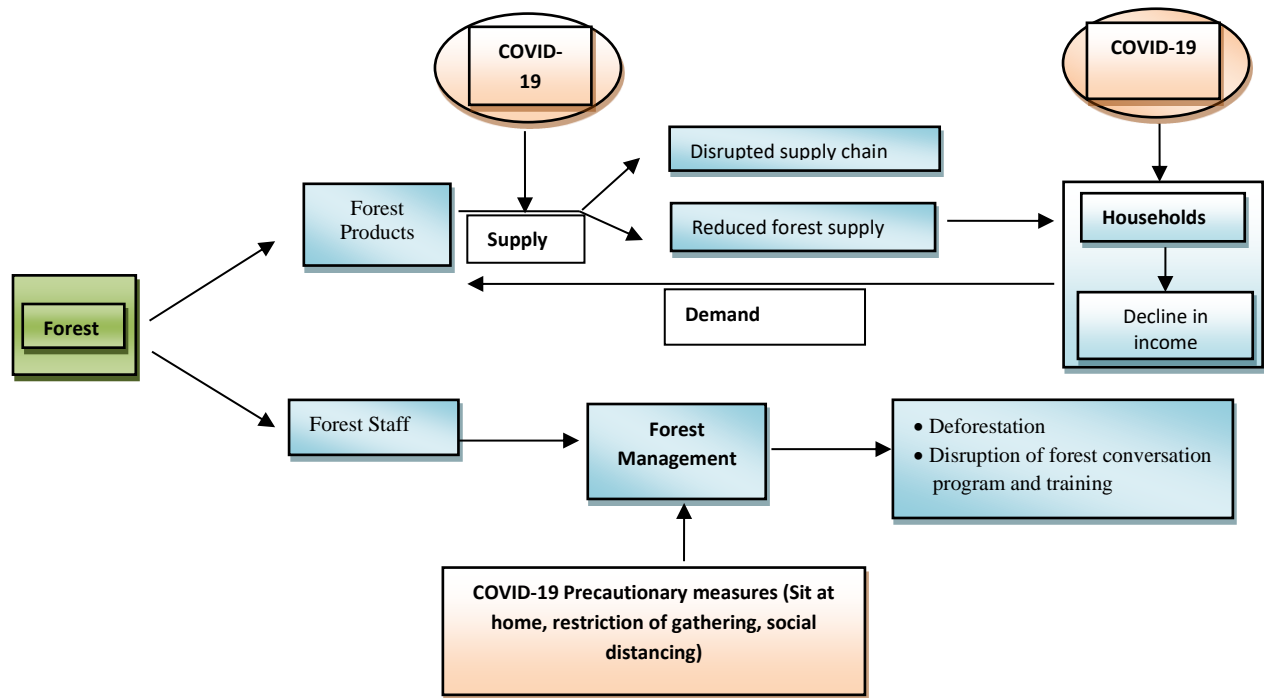 COVID-
19
COVID-19
Disrupted supply chain
Forest
Products
Supply
Reduced forest supply
Households
Demand
Decline in
income
Forest
Forest Staff
Forest
Management
• Deforestation
• Disruption of forest conversation
program and training
COVID-19 Precautionary measures (Sit at
home, restriction of gathering, social
distancing)